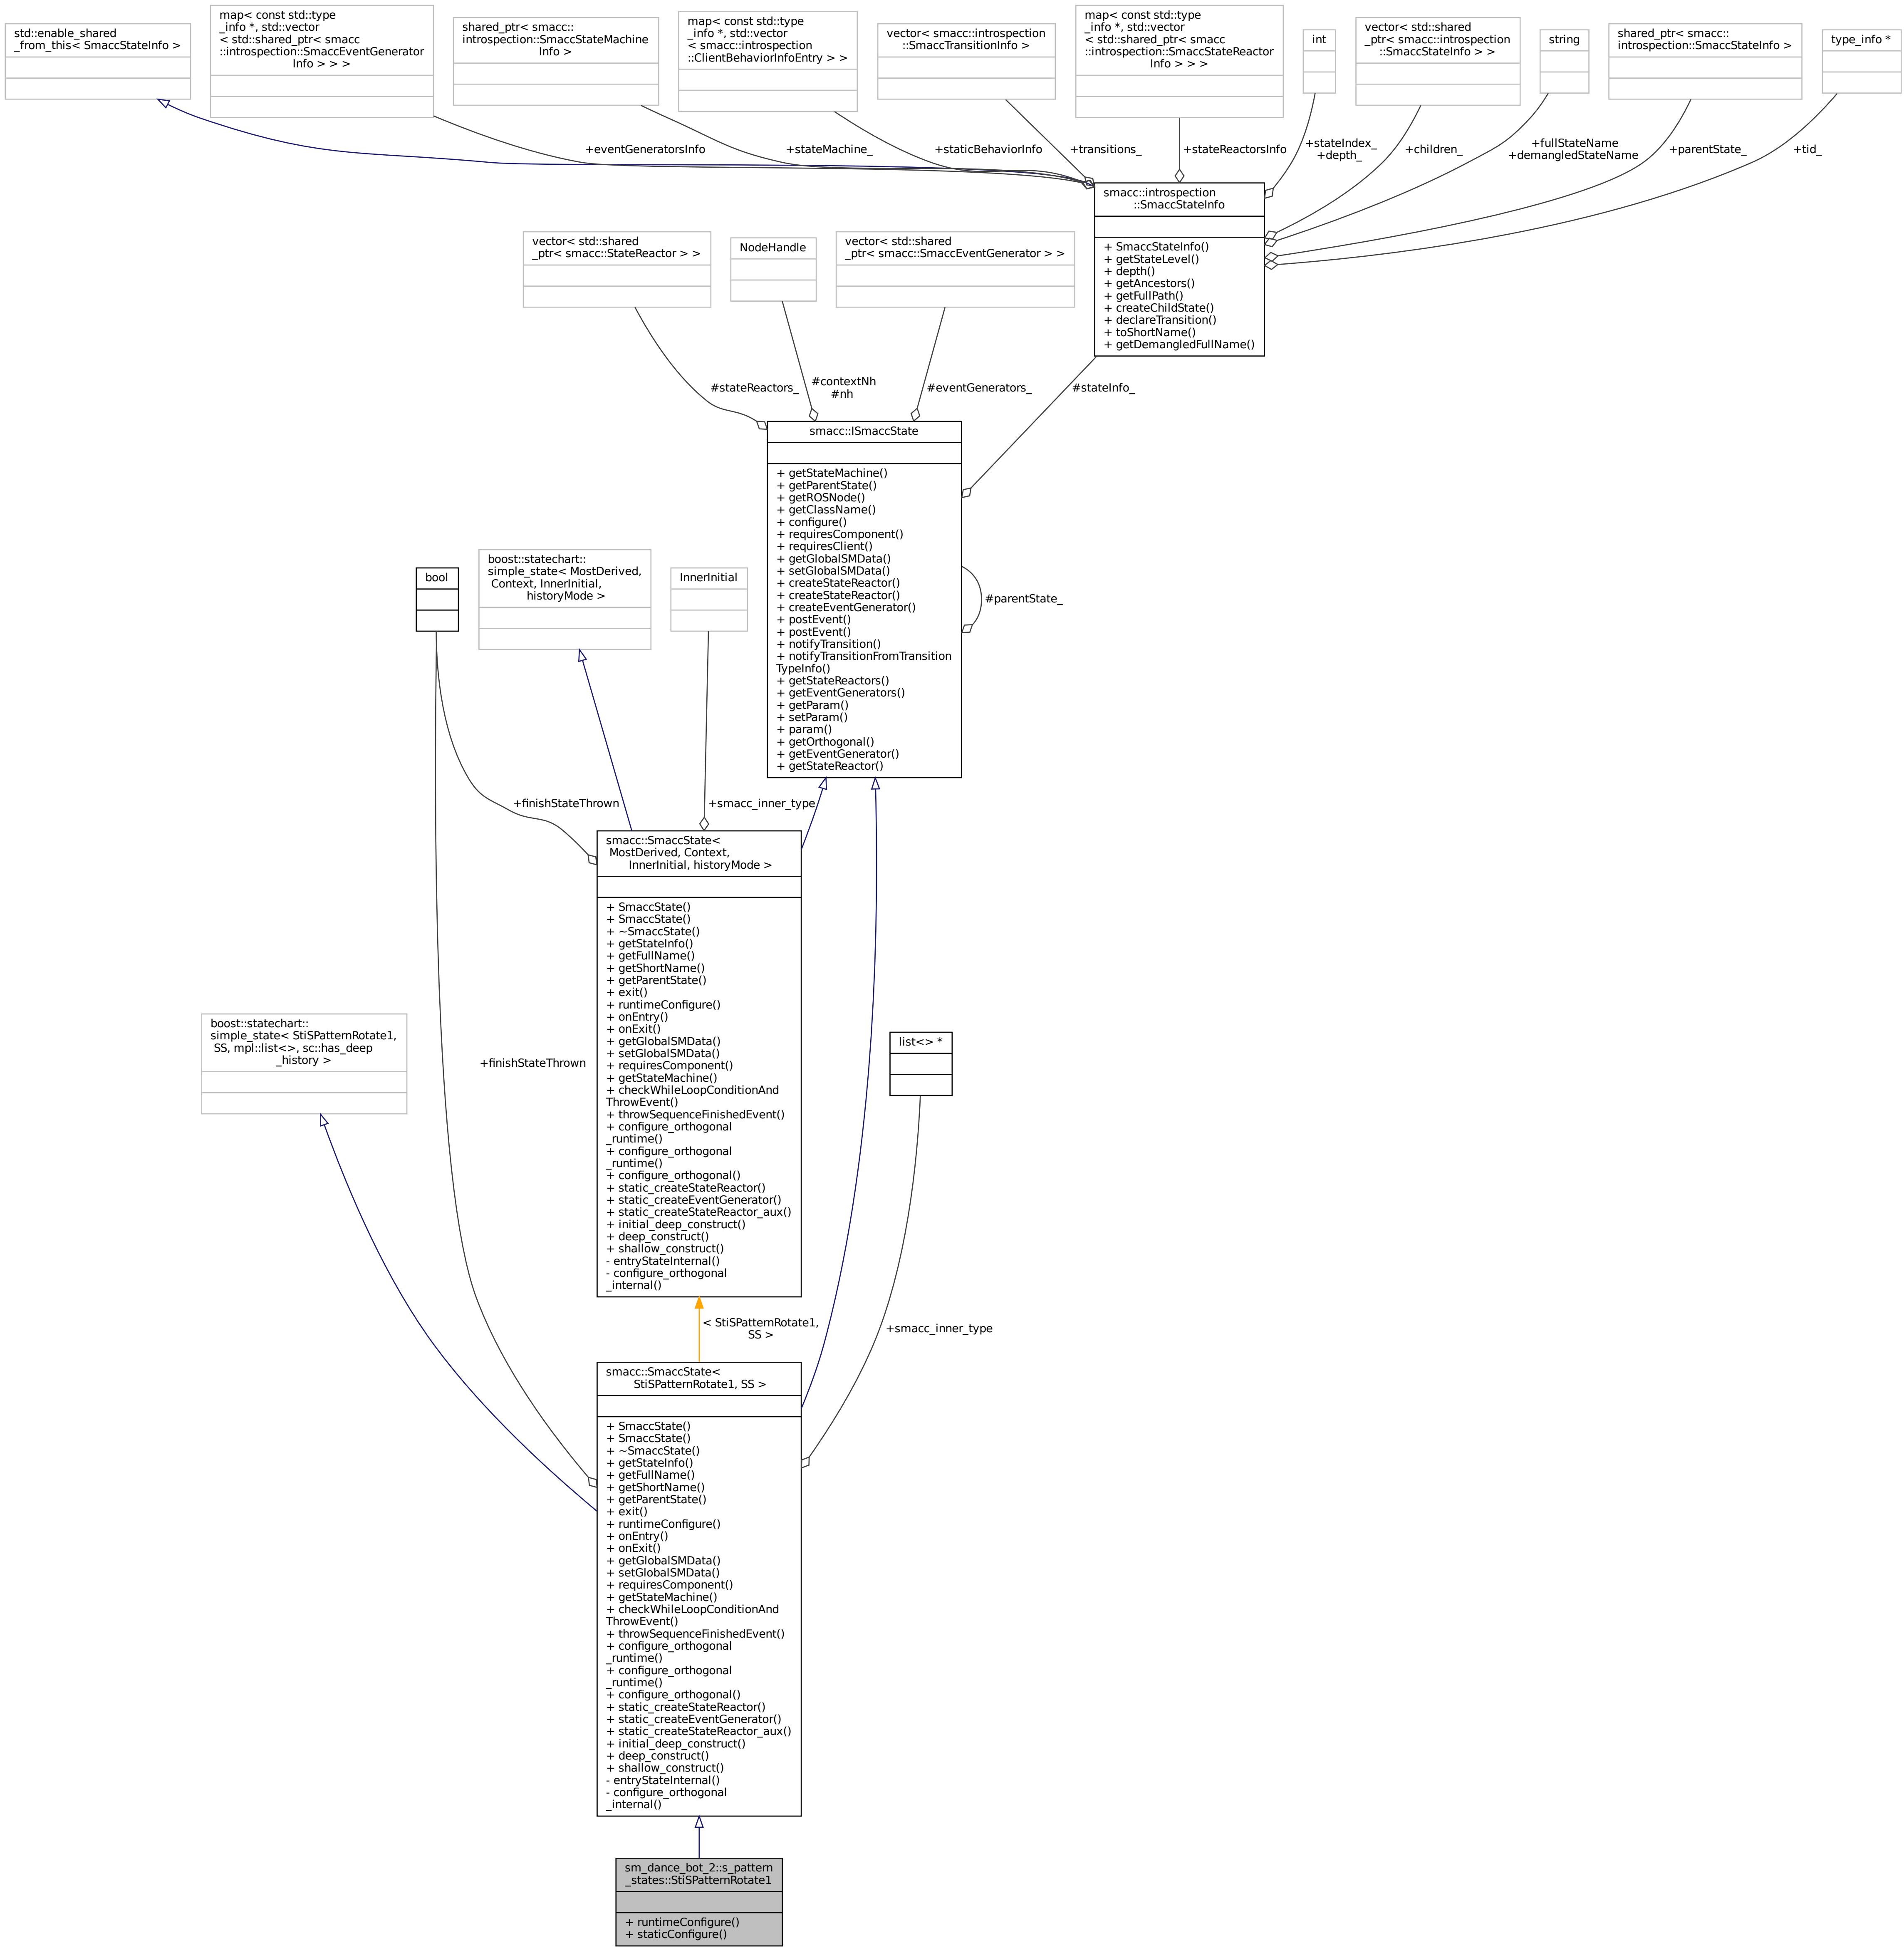 std::enable_shared
_from_this< SmaccStateInfo >
map< const std::type
_info *, std::vector
< std::shared_ptr< smacc
::introspection::SmaccEventGenerator
Info > > >
shared_ptr< smacc::
introspection::SmaccStateMachine
Info >
map< const std::type
_info *, std::vector
< smacc::introspection
::ClientBehaviorInfoEntry > >
vector< smacc::introspection
::SmaccTransitionInfo >
map< const std::type
_info *, std::vector
< std::shared_ptr< smacc
::introspection::SmaccStateReactor
Info > > >
int
vector< std::shared
_ptr< smacc::introspection
::SmaccStateInfo > >
string
shared_ptr< smacc::
introspection::SmaccStateInfo >
type_info *
+eventGeneratorsInfo
+stateMachine_
+staticBehaviorInfo
+transitions_
+stateReactorsInfo
+stateIndex_
+depth_
+children_
+fullStateName
+demangledStateName
+parentState_
+tid_
smacc::introspection
::SmaccStateInfo
+ SmaccStateInfo()
+ getStateLevel()
+ depth()
+ getAncestors()
+ getFullPath()
+ createChildState()
+ declareTransition()
+ toShortName()
+ getDemangledFullName()
vector< std::shared
_ptr< smacc::StateReactor > >
NodeHandle
vector< std::shared
_ptr< smacc::SmaccEventGenerator > >
#stateReactors_
#contextNh
#nh
#eventGenerators_
#stateInfo_
smacc::ISmaccState
+ getStateMachine()
+ getParentState()
+ getROSNode()
+ getClassName()
+ configure()
+ requiresComponent()
+ requiresClient()
+ getGlobalSMData()
+ setGlobalSMData()
+ createStateReactor()
+ createStateReactor()
+ createEventGenerator()
+ postEvent()
+ postEvent()
+ notifyTransition()
+ notifyTransitionFromTransition
TypeInfo()
+ getStateReactors()
+ getEventGenerators()
+ getParam()
+ setParam()
+ param()
+ getOrthogonal()
+ getEventGenerator()
+ getStateReactor()
#parentState_
bool
boost::statechart::
simple_state< MostDerived,
Context, InnerInitial,
historyMode >
InnerInitial
+finishStateThrown
+smacc_inner_type
smacc::SmaccState<
MostDerived, Context,
InnerInitial, historyMode >
+ SmaccState()
+ SmaccState()
+ ~SmaccState()
+ getStateInfo()
+ getFullName()
+ getShortName()
+ getParentState()
+ exit()
+ runtimeConfigure()
+ onEntry()
+ onExit()
+ getGlobalSMData()
+ setGlobalSMData()
+ requiresComponent()
+ getStateMachine()
+ checkWhileLoopConditionAnd
ThrowEvent()
+ throwSequenceFinishedEvent()
+ configure_orthogonal
_runtime()
+ configure_orthogonal
_runtime()
+ configure_orthogonal()
+ static_createStateReactor()
+ static_createEventGenerator()
+ static_createStateReactor_aux()
+ initial_deep_construct()
+ deep_construct()
+ shallow_construct()
- entryStateInternal()
- configure_orthogonal
_internal()
boost::statechart::
simple_state< StiSPatternRotate1,
SS, mpl::list<>, sc::has_deep
_history >
+finishStateThrown
list<> *
< StiSPatternRotate1,
SS >
+smacc_inner_type
smacc::SmaccState<
StiSPatternRotate1, SS >
+ SmaccState()
+ SmaccState()
+ ~SmaccState()
+ getStateInfo()
+ getFullName()
+ getShortName()
+ getParentState()
+ exit()
+ runtimeConfigure()
+ onEntry()
+ onExit()
+ getGlobalSMData()
+ setGlobalSMData()
+ requiresComponent()
+ getStateMachine()
+ checkWhileLoopConditionAnd
ThrowEvent()
+ throwSequenceFinishedEvent()
+ configure_orthogonal
_runtime()
+ configure_orthogonal
_runtime()
+ configure_orthogonal()
+ static_createStateReactor()
+ static_createEventGenerator()
+ static_createStateReactor_aux()
+ initial_deep_construct()
+ deep_construct()
+ shallow_construct()
- entryStateInternal()
- configure_orthogonal
_internal()
sm_dance_bot_2::s_pattern
_states::StiSPatternRotate1
+ runtimeConfigure()
+ staticConfigure()